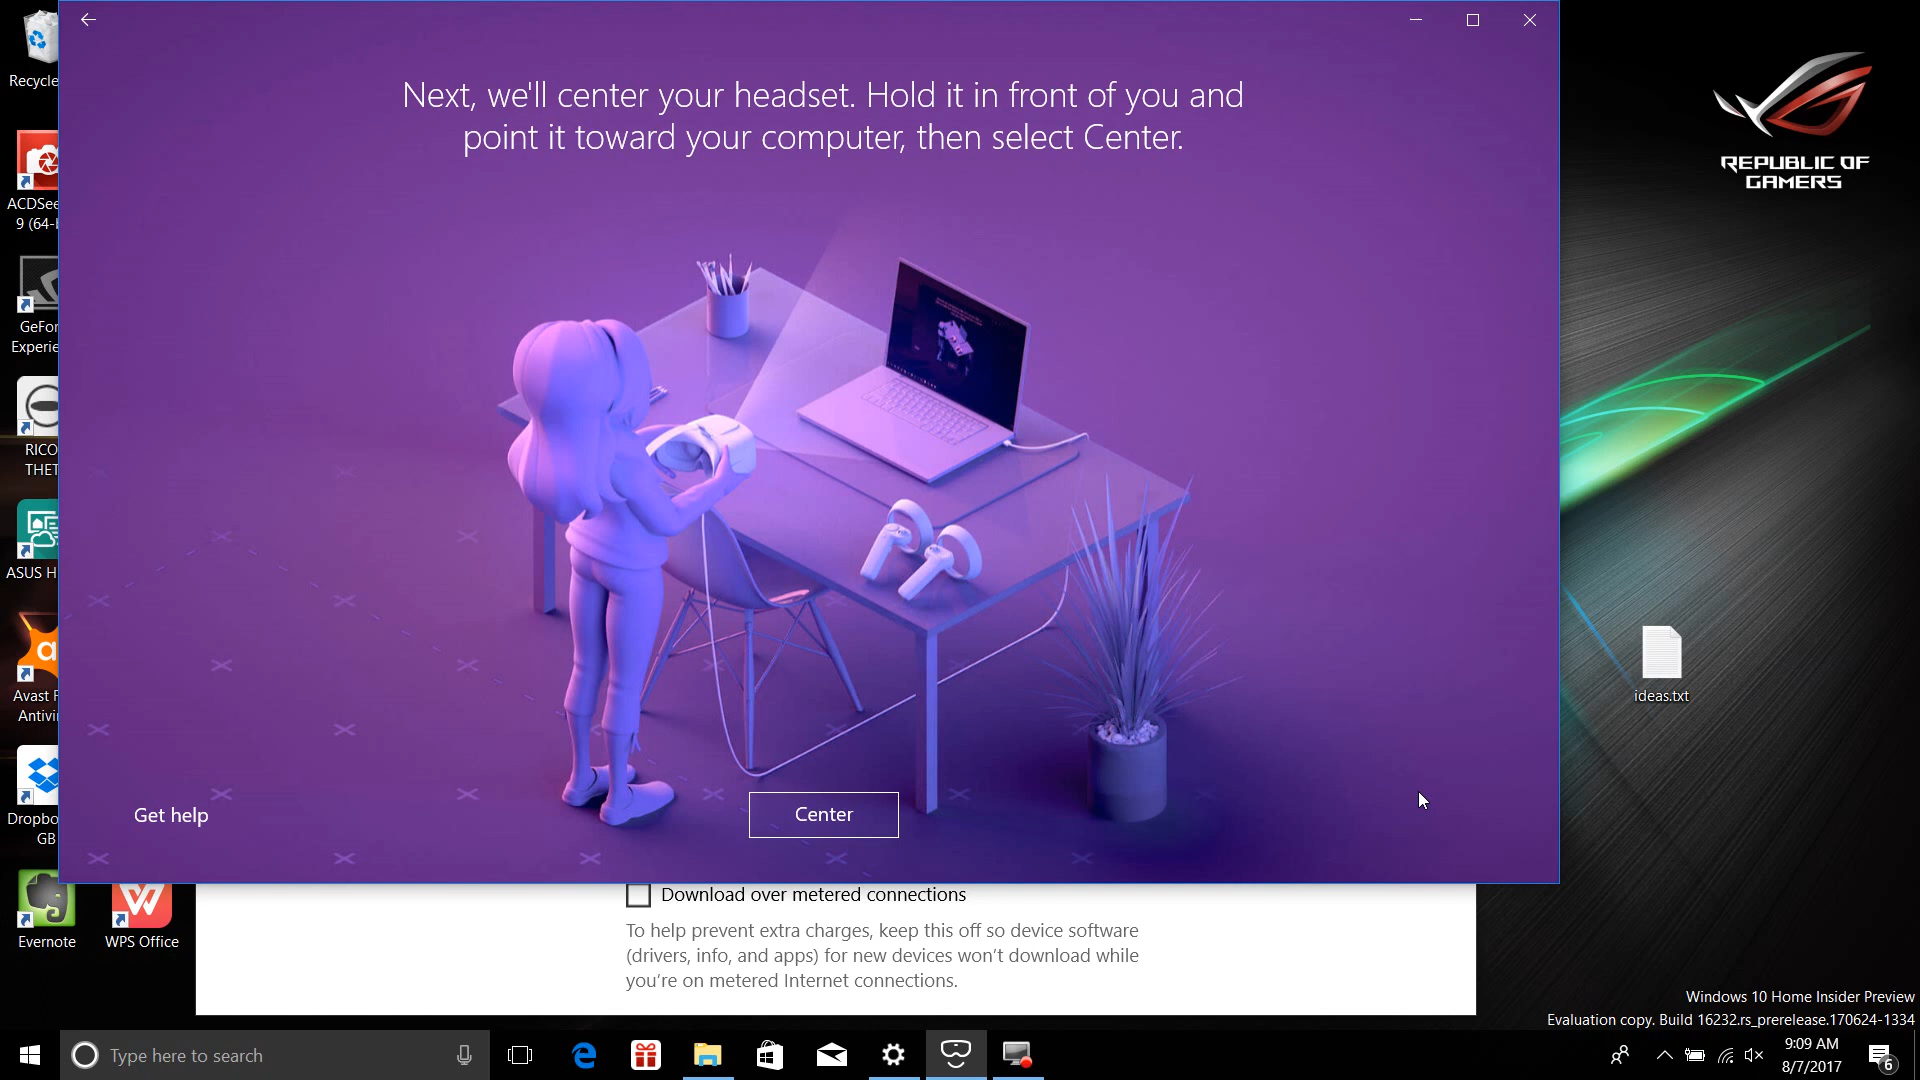 Next, we'll center your headset. Hold it in front of you and
point it toward your computer, then select Center.
Get help
Center
Recycle
ACDSee
9 (64-
GeFor
Experie
RICO
THET
ASUS H
Avast
Antivi
Dropbo
GB
Evernote
WPS Office
REPUBLIC OF
GAMERS
ideas.txt
Download over metered connections
To help prevent extra charges, keep this off so device software
(drivers, info, and apps) for new devices won't download while
you're on metered Internet connections.
Windows 10 Home Insider Preview
Evaluation copy. Build 16232.rs_prerelease.170624-1334
Type here to search
9:09 AM
8/7/2017
6